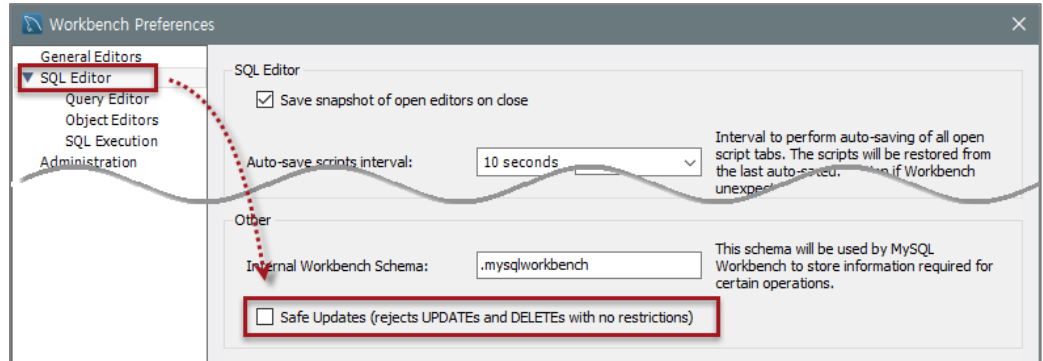 Workbench Preferences
General Editors
SQL Editor
Query Editor
Object Editors
SQL Execution
Administration
SQL Editor
Save snapshot of open editors on close
Auto-save scripts interval:
10 seconds
Interval to perform auto-saving of all open
script tabs. The scripts will be restored from
the last auto-saved. if Workbench
Other
Internal Workbench Schema:
.mysqlworkbench
This schema will be used by MySQL
Workbench to store information required for
certain operations.
Safe Updates (rejects UPDATEs and DELETEs with no restrictions)